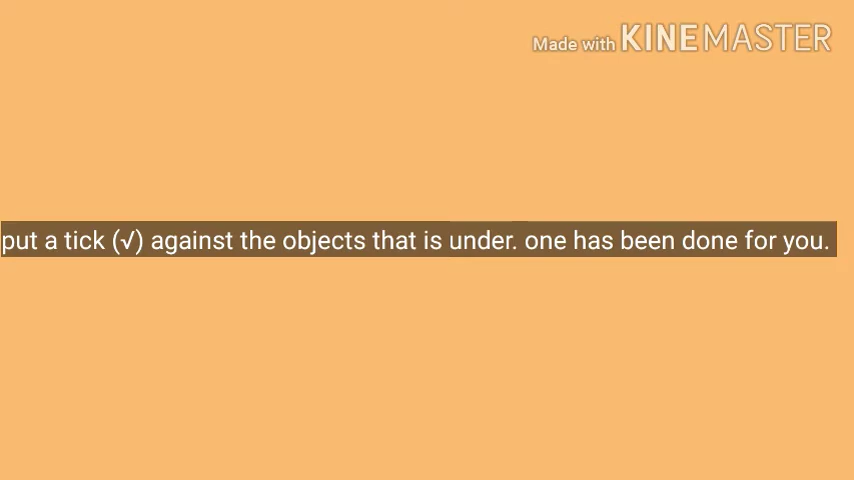 Made with KINEMASTER
put a tick (√) against the objects that is under. one has been done for you.